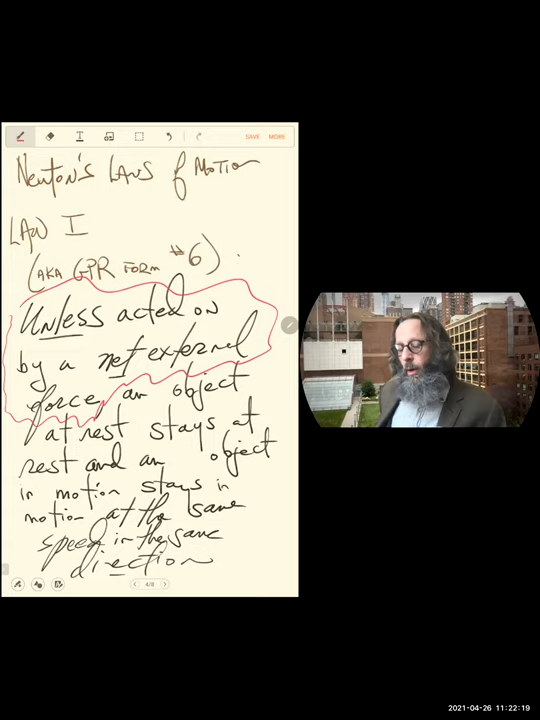 SAVE MORE
Newton's Laws of Motion
LAW I
(AKA GPR FORM #6).
Unless acted on
by a net external
force, an object
at rest stays at
rest and an object
in motion stays in
motion at the same
speed in the same
direction
4/8
2021-04-26 11:22:19